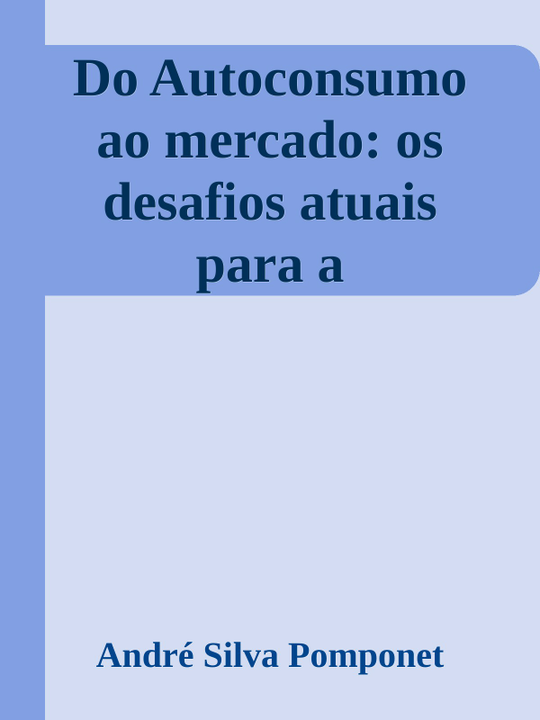 Do Autoconsumo
ao mercado: os
desafios atuais
para a
André Silva Pomponet